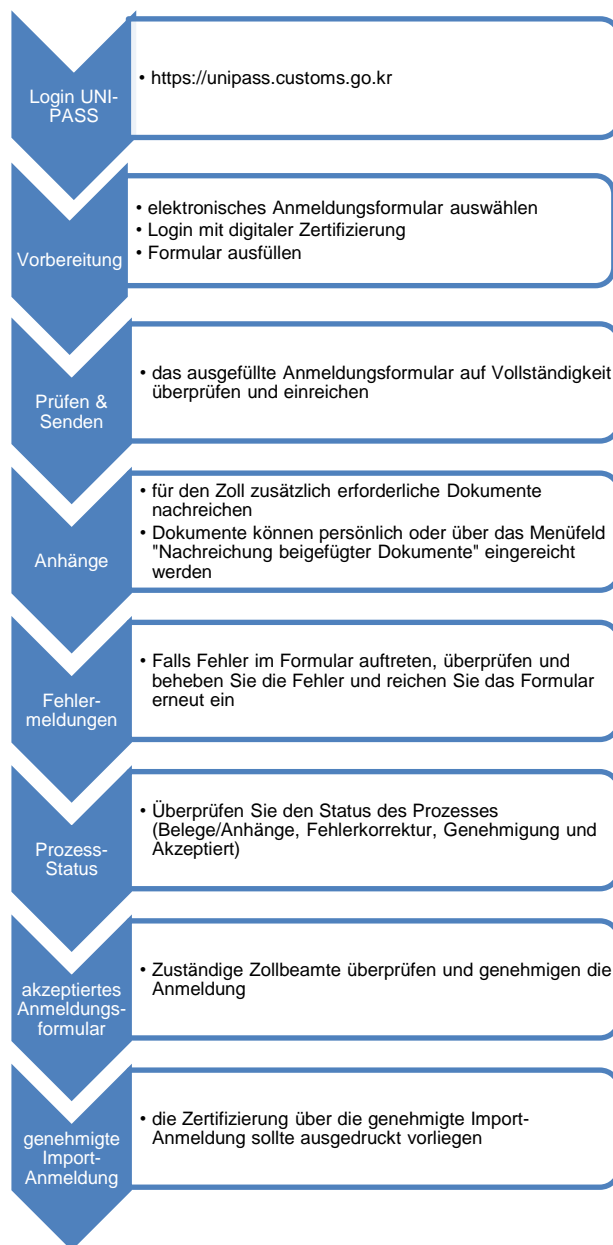 Login UNI-
PASS
• https://unipass.customs.go.kr
Vorbereitung
• elektronisches Anmeldungsformular auswählen
• Login mit digitaler Zertifizierung
• Formular ausfüllen
Prüfen &
Senden
• das ausgefüllte Anmeldungsformular auf Vollständigkeit
überprüfen und einreichen
Anhänge
• für den Zoll zusätzlich erforderliche Dokumente
nachreichen
• Dokumente können persönlich oder über das Menüfeld
"Nachreichung beigefügter Dokumente" eingereicht
werden
Fehler-
meldungen
• Falls Fehler im Formular auftreten, überprüfen und
beheben Sie die Fehler und reichen Sie das Formular
erneut ein
Prozess-
Status
• Überprüfen Sie den Status des Prozesses
(Belege/Anhänge, Fehlerkorrektur, Genehmigung und
Akzeptiert)
akzeptiertes
Anmeldungs-
formular
• Zuständige Zollbeamte überprüfen und genehmigen die
Anmeldung
genehmigte
Import-
Anmeldung
• die Zertifizierung über die genehmigte Import-
Anmeldung sollte ausgedruckt vorliegen